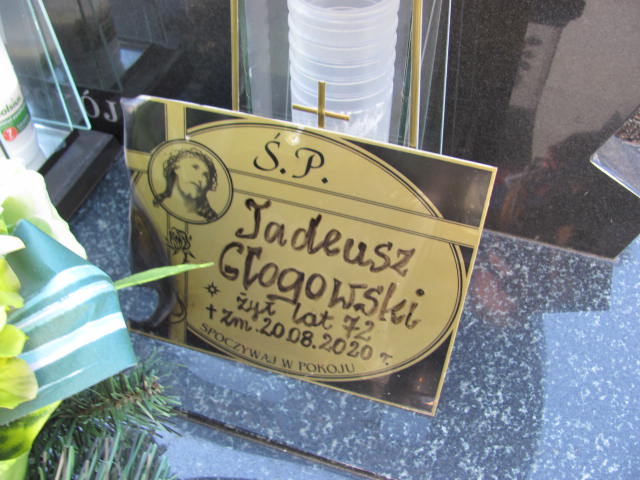 Ś.P.
Tadeusz
Głogowski
żył lat 72
zm. 20.08.2020 r.
SPOCZYWAJ W POKOJU